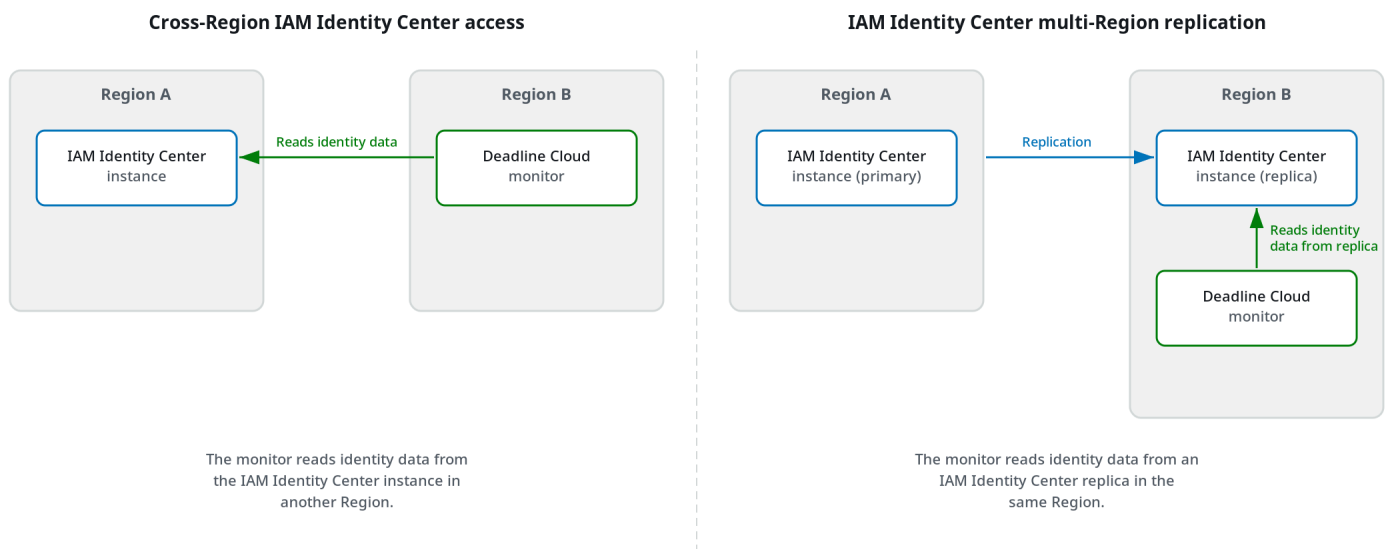 Cross-Region IAM Identity Center access
Region A
IAM Identity Center
instance
Reads identity data
Region B
Deadline Cloud
monitor
The monitor reads identity data from
the IAM Identity Center instance in
another Region.
IAM Identity Center multi-Region replication
Region A
IAM Identity Center
instance (primary)
Replication
Region B
IAM Identity Center
instance (replica)
Reads identity
data from replica
Deadline Cloud
monitor
The monitor reads identity data from an
IAM Identity Center replica in the
same Region.